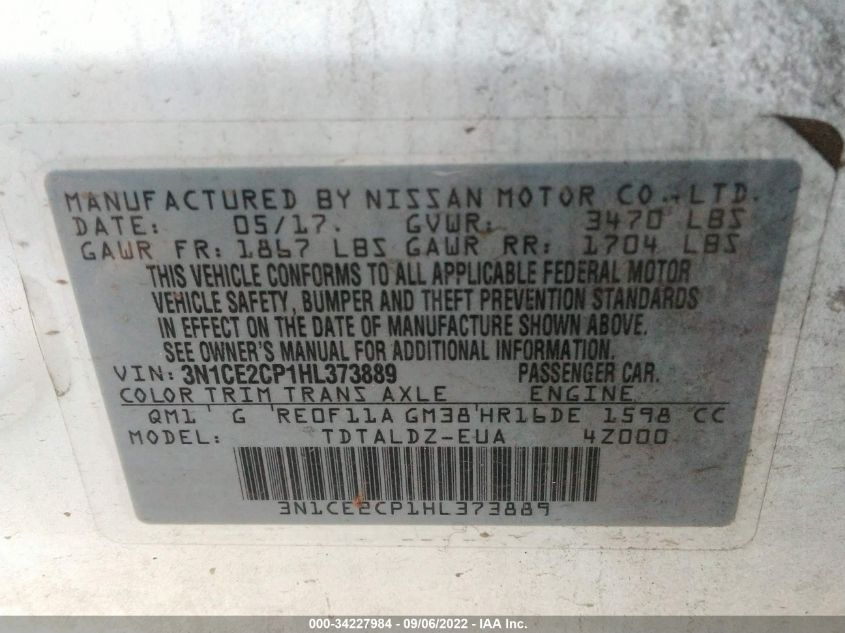 MANUFACTURED BY NISSAN MOTOR CO., LTD.
DATE: 05/17. GVWR: 3470 LBS
GAWR FR: 1867 LBS GAWR RR: 1704 LBS
THIS VEHICLE CONFORMS TO ALL APPLICABLE FEDERAL MOTOR
VEHICLE SAFETY, BUMPER AND THEFT PREVENTION STANDARDS
IN EFFECT ON THE DATE OF MANUFACTURE SHOWN ABOVE.
SEE OWNER'S MANUAL FOR ADDITIONAL INFORMATION.
VIN: 3N1CE2CP1HL373889 PASSENGER CAR.
COLOR TRIM TRANS AXLE ENGINE
QM1 G RE0F11A GM38 HR16DE 1598 CC
MODEL: TDTALDZ-EUA 4Z000
3N1CE2CP1HL373889
000-34227984 - 09/06/2022 - IAA Inc.